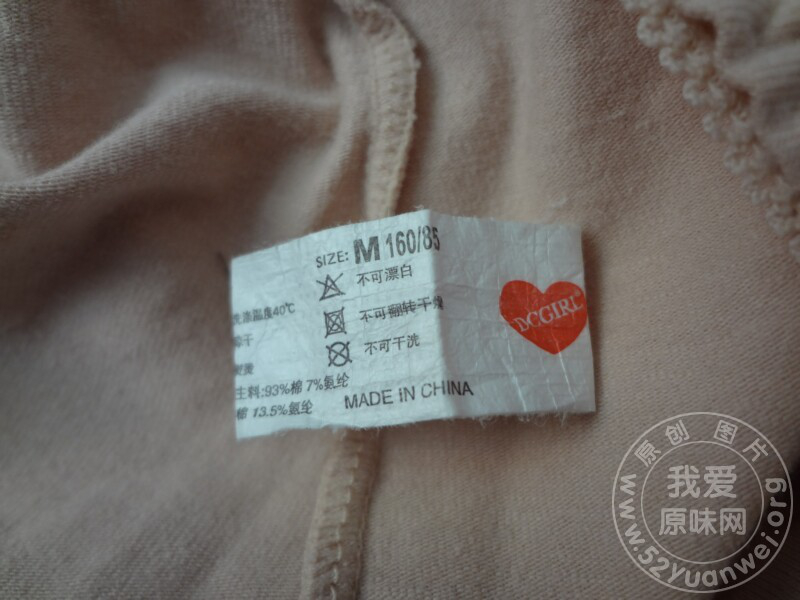 SIZE: M 160/85
不可漂白
洗涤温度40℃
不可翻转干燥
晾干
不可干洗
熨烫
主料:93%棉 7%氨纶
棉 13.5%氨纶
MADE IN CHINA
DCGIRL
原创图片
我爱
原味网
www.52yuanwei.org